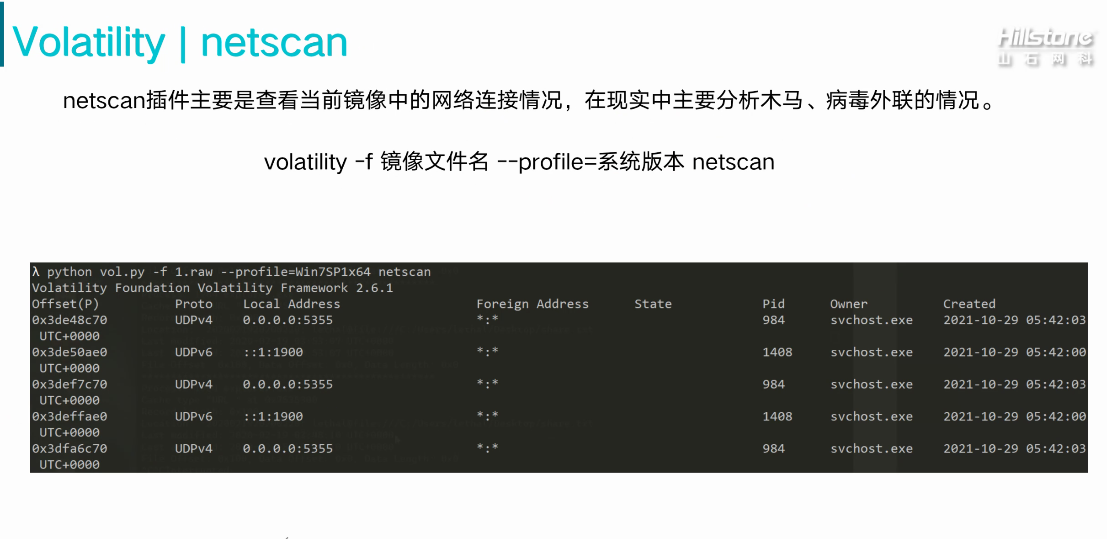 Volatility | netscan
Hillstone
山石网科
netscan插件主要是查看当前镜像中的网络连接情况，在现实中主要分析木马、病毒外联的情况。
volatility -f 镜像文件名 --profile=系统版本 netscan
λ python vol.py -f 1.raw --profile=Win7SP1x64 netscan
Volatility Foundation Volatility Framework 2.6.1
Offset(P) Proto Local Address Foreign Address State Pid Owner Created
0x3de48c70 UDPv4 0.0.0.0:5355 *:* 984 svchost.exe 2021-10-29 05:42:03
UTC+0000
0x3de50ae0 UDPv6 ::1:1900 *:* 1408 svchost.exe 2021-10-29 05:42:00
UTC+0000
0x3def7c70 UDPv4 0.0.0.0:5355 *:* 984 svchost.exe 2021-10-29 05:42:03
UTC+0000
0x3deffae0 UDPv6 ::1:1900 *:* 1408 svchost.exe 2021-10-29 05:42:00
UTC+0000
0x3dfa6c70 UDPv4 0.0.0.0:5355 *:* 984 svchost.exe 2021-10-29 05:42:03
UTC+0000